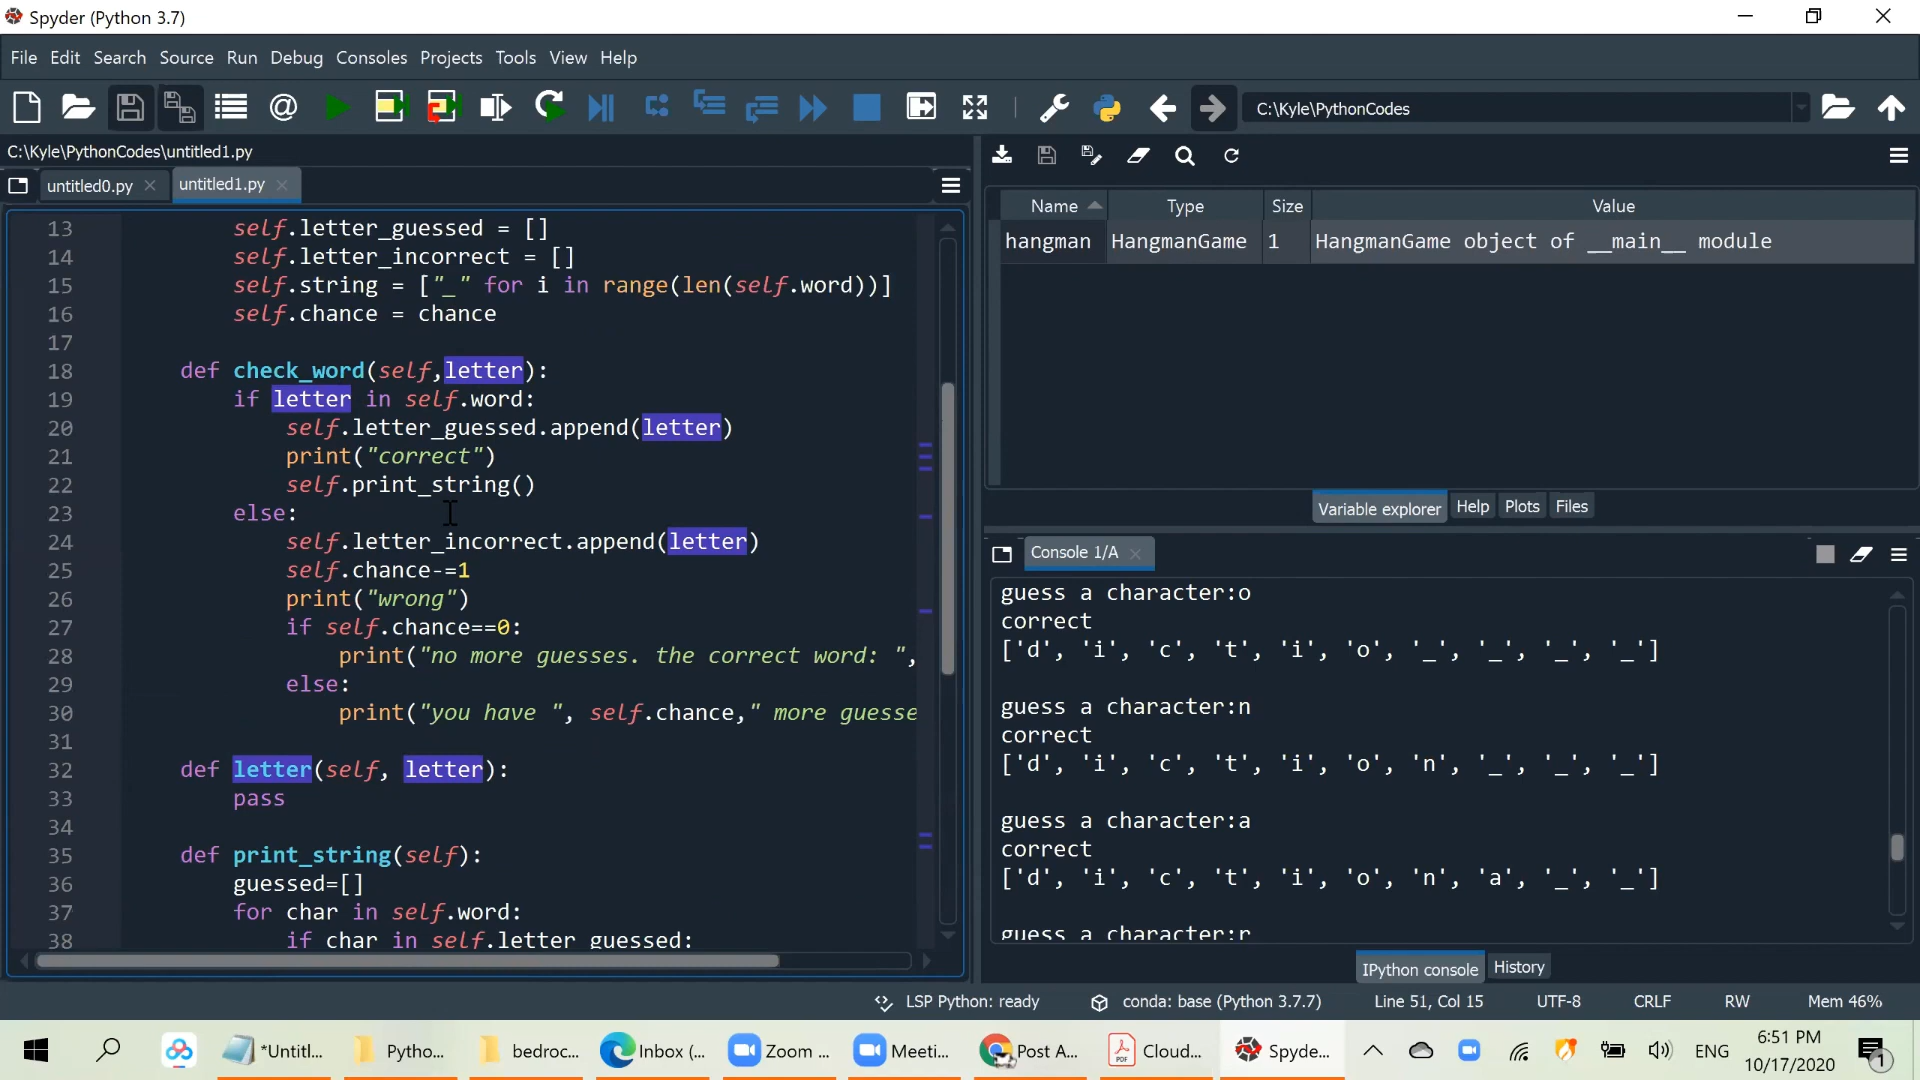 Spyder (Python 3.7)
File Edit Search Source Run Debug Consoles Projects Tools View Help
C:\Kyle\PythonCodes
C:\Kyle\PythonCodes\untitled1.py
untitled0.py untitled1.py
13 self.letter_guessed = []
14 self.letter_incorrect = []
15 self.string = ["_" for i in range(len(self.word))]
16 self.chance = chance
17
18 def check_word(self,letter):
19 if letter in self.word:
20 self.letter_guessed.append(letter)
21 print("correct")
22 self.print_string()
23 else:
24 self.letter_incorrect.append(letter)
25 self.chance-=1
26 print("wrong")
27 if self.chance==0:
28 print("no more guesses. the correct word: ",
29 else:
30 print("you have ", self.chance," more guesse
31
32 def letter(self, letter):
33 pass
34
35 def print_string(self):
36 guessed=[]
37 for char in self.word:
38 if char in self.letter_guessed:
Name Type Size Value
hangman HangmanGame 1 HangmanGame object of __main__ module
Variable explorer Help Plots Files
Console 1/A
guess a character:o
correct
['d', 'i', 'c', 't', 'i', 'o', '_', '_', '_', '_']
guess a character:n
correct
['d', 'i', 'c', 't', 'i', 'o', 'n', '_', '_', '_']
guess a character:a
correct
['d', 'i', 'c', 't', 'i', 'o', 'n', 'a', '_', '_']
guess a character:r
IPython console History
LSP Python: ready conda: base (Python 3.7.7) Line 51, Col 15 UTF-8 CRLF RW Mem 46%
*Untitl... Pytho... bedroc... Inbox (... Zoom ... Meeti... Post A... Cloud... Spyde... ENG
6:51 PM
10/17/2020
1